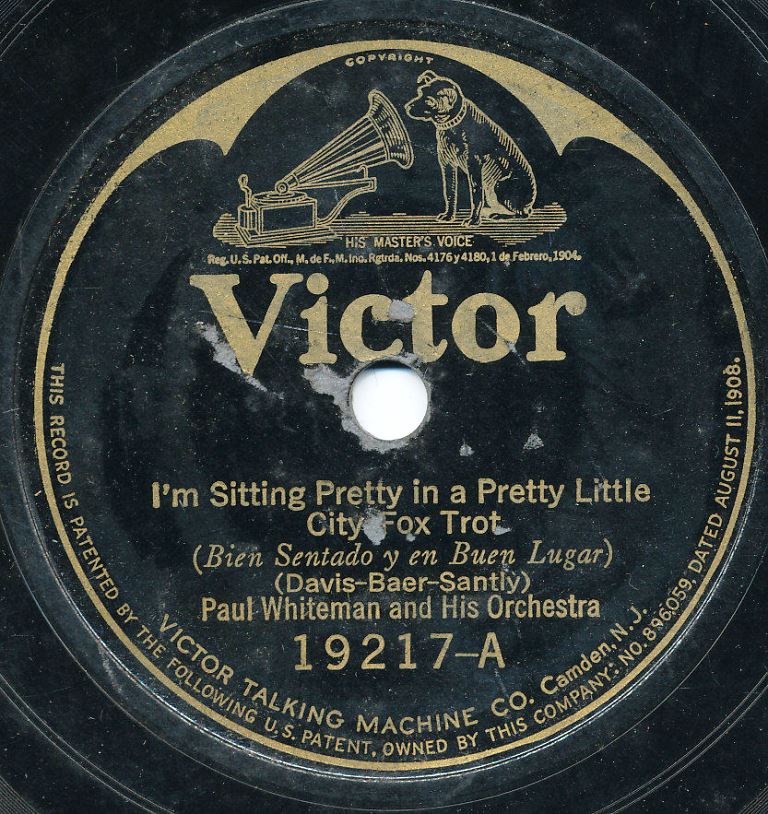 COPYRIGHT
HIS MASTER'S VOICE
Reg. U.S. Pat. Off., M. de F., M. Ind. Rgtrda. Nos. 4176 y 4180, 1 de Febrero, 1904.
Victor
I'm Sitting Pretty in a Pretty Little
City-Fox Trot
(Bien Sentado y en Buen Lugar)
(Davis-Baer-Santly)
Paul Whiteman and His Orchestra
19217-A
VICTOR TALKING MACHINE CO. Camden, N.J.
THIS RECORD IS PATENTED BY THE FOLLOWING U.S. PATENT, OWNED BY THIS COMPANY: NO. 896,059, DATED AUGUST 11, 1908.